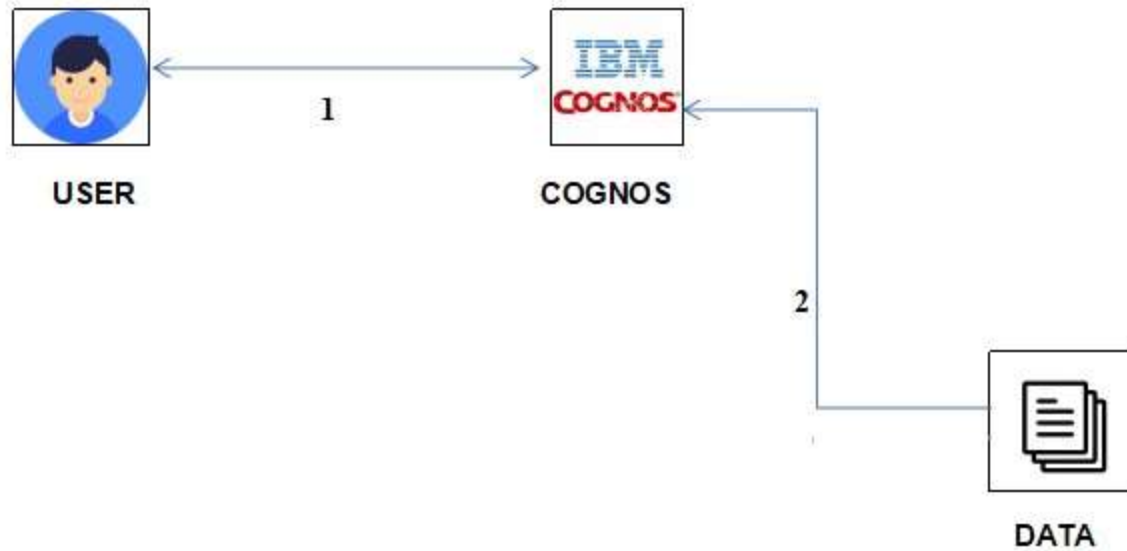 IBM
COGNOS
1
USER
COGNOS
2
DATA